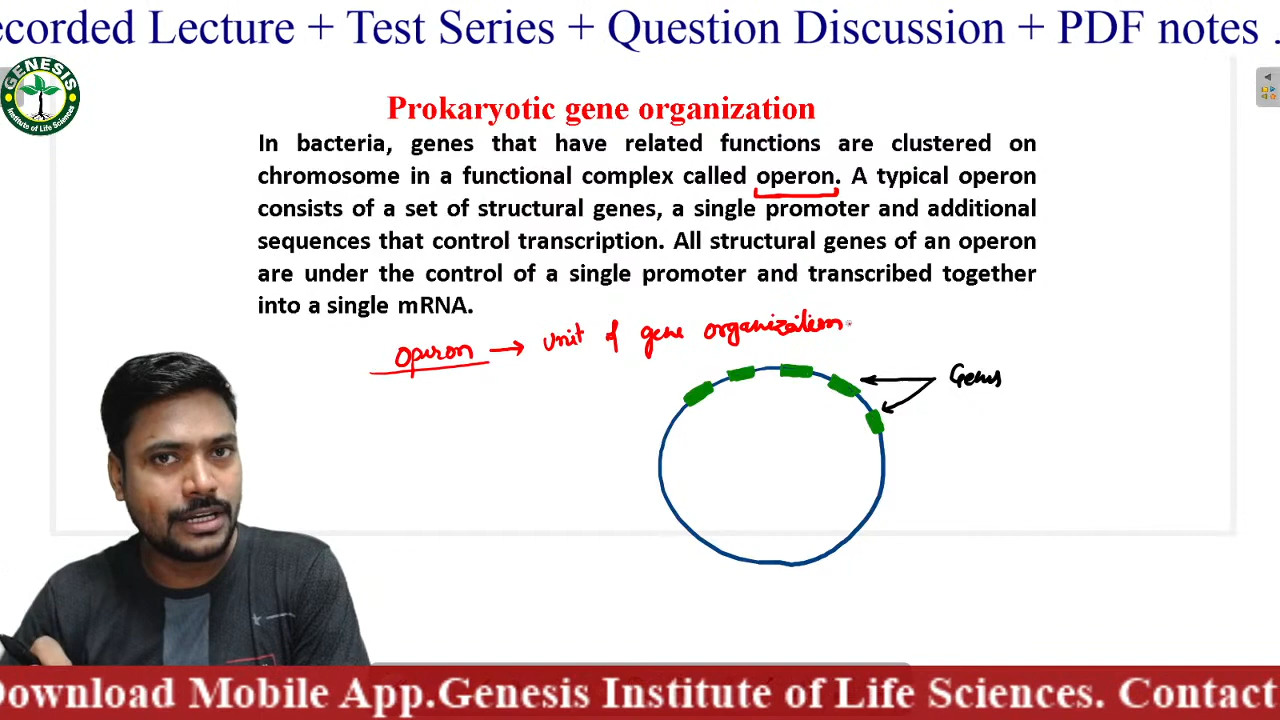 ecorded Lecture + Test Series + Question Discussion + PDF notes .
GENESIS
Institute of Life Sciences
Prokaryotic gene organization
In bacteria, genes that have related functions are clustered on
chromosome in a functional complex called operon. A typical operon
consists of a set of structural genes, a single promoter and additional
sequences that control transcription. All structural genes of an operon
are under the control of a single promoter and transcribed together
into a single mRNA.
operon → unit of gene organization
Genes
Download Mobile App.Genesis Institute of Life Sciences. Contact